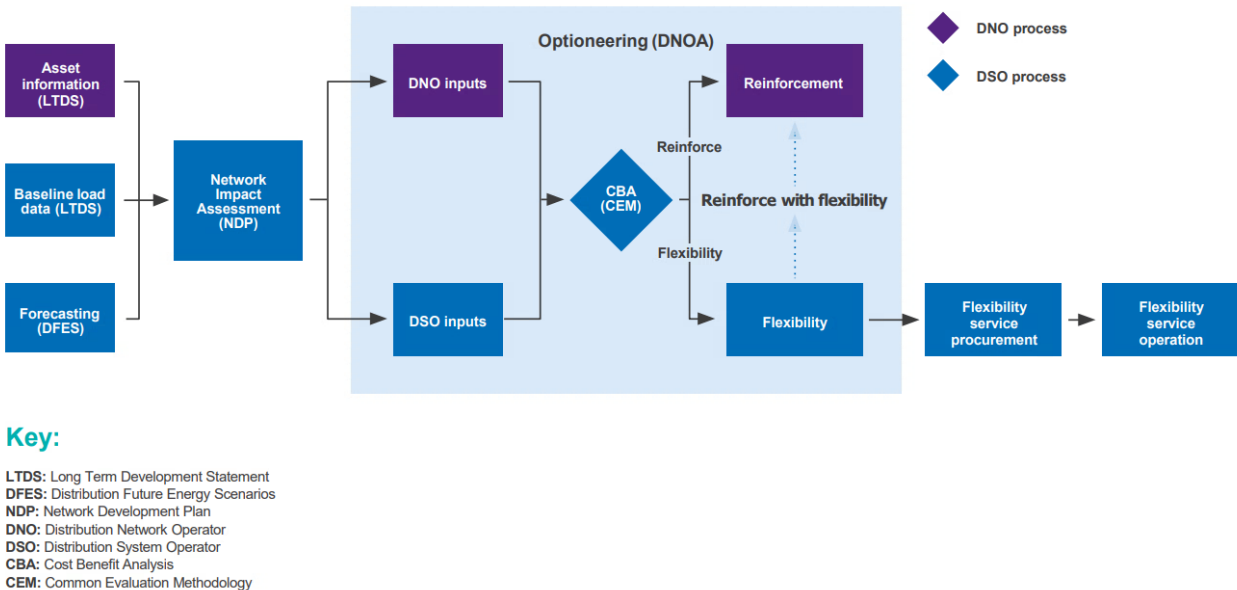 Optioneering (DNOA)
DNO process
DSO process
Asset
information
(LTDS)
Baseline load
data (LTDS)
Forecasting
(DFES)
Network
Impact
Assessment
(NDP)
DNO inputs
DSO inputs
CBA
(CEM)
Reinforce
Flexibility
Reinforcement
Reinforce with flexibility
Flexibility
Flexibility
service
procurement
Flexibility
service
operation
Key:
LTDS: Long Term Development Statement
DFES: Distribution Future Energy Scenarios
NDP: Network Development Plan
DNO: Distribution Network Operator
DSO: Distribution System Operator
CBA: Cost Benefit Analysis
CEM: Common Evaluation Methodology